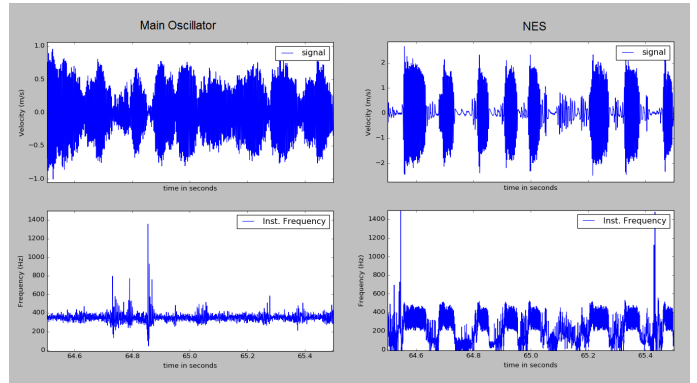 Main Oscillator
NES
signal
Velocity (m/s)
1.0
0.5
0.0
−0.5
−1.0
time in seconds
signal
Velocity (m/s)
2
1
0
−1
−2
time in seconds
Inst. Frequency
Frequency (Hz)
1400
1200
1000
800
600
400
200
0
64.6 64.8 65.0 65.2 65.4
time in seconds
Inst. Frequency
Frequency (Hz)
1400
1200
1000
800
600
400
200
0
64.6 64.8 65.0 65.2 65.4
time in seconds